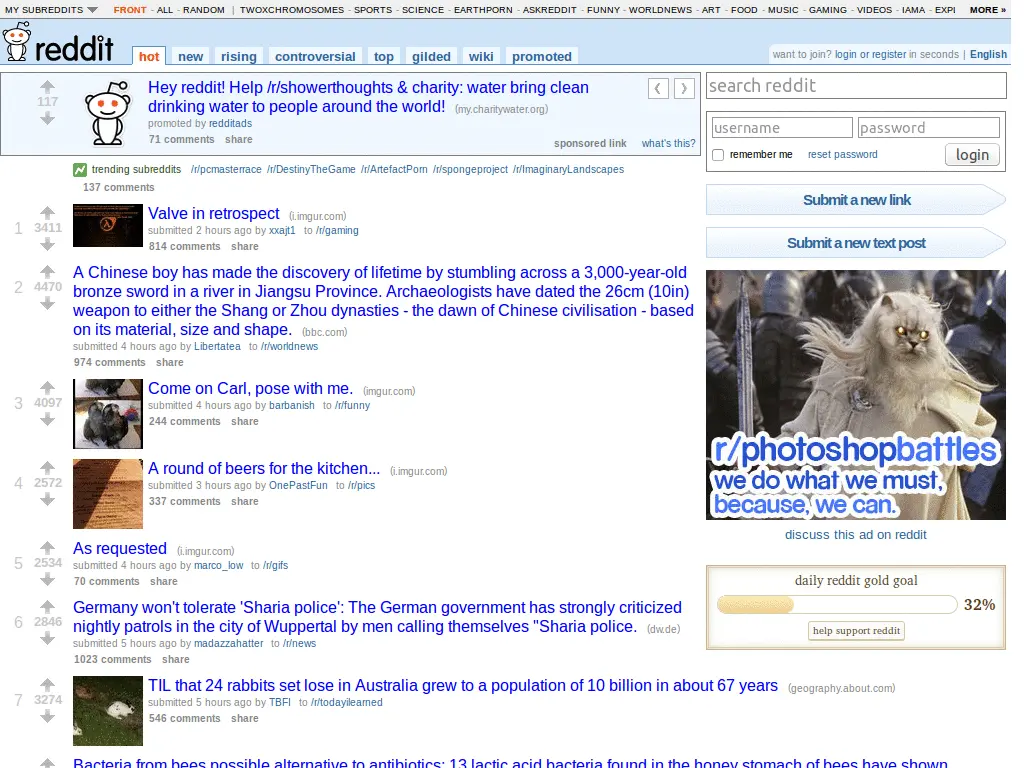 MY SUBREDDITS FRONT - ALL - RANDOM | TWOXCHROMOSOMES - SPORTS - SCIENCE - EARTHPORN - ASKREDDIT - FUNNY - WORLDNEWS - ART - FOOD - MUSIC - GAMING - VIDEOS - IAMA - EXPI MORE »
reddit hot new rising controversial top gilded wiki promoted
want to join? login or register in seconds | English
117
Hey reddit! Help /r/showerthoughts & charity: water bring clean
drinking water to people around the world! (my.charitywater.org)
promoted by redditads
71 comments share
sponsored link what's this?
trending subreddits /r/pcmasterrace /r/DestinyTheGame /r/ArtefactPorn /r/spongeproject /r/ImaginaryLandscapes
137 comments
1 3411
Valve in retrospect (i.imgur.com)
submitted 2 hours ago by xxajt1 to /r/gaming
814 comments share
2 4470
A Chinese boy has made the discovery of lifetime by stumbling across a 3,000-year-old
bronze sword in a river in Jiangsu Province. Archaeologists have dated the 26cm (10in)
weapon to either the Shang or Zhou dynasties - the dawn of Chinese civilisation - based
on its material, size and shape. (bbc.com)
submitted 4 hours ago by Libertatea to /r/worldnews
974 comments share
3 4097
Come on Carl, pose with me. (imgur.com)
submitted 4 hours ago by barbanish to /r/funny
244 comments share
4 2572
A round of beers for the kitchen... (i.imgur.com)
submitted 3 hours ago by OnePastFun to /r/pics
337 comments share
5 2534
As requested (i.imgur.com)
submitted 4 hours ago by marco_low to /r/gifs
70 comments share
6 2846
Germany won't tolerate 'Sharia police': The German government has strongly criticized
nightly patrols in the city of Wuppertal by men calling themselves "Sharia police. (dw.de)
submitted 5 hours ago by madazzahatter to /r/news
1023 comments share
7 3274
TIL that 24 rabbits set lose in Australia grew to a population of 10 billion in about 67 years (geography.about.com)
submitted 5 hours ago by TBFI to /r/todayilearned
546 comments share
Bacteria from bees possible alternative to antibiotics: 13 lactic acid bacteria found in the honey stomach of bees have shown
search reddit
username password
remember me reset password login
Submit a new link
Submit a new text post
r/photoshopbattles
we do what we must,
because, we can.
discuss this ad on reddit
daily reddit gold goal
32%
help support reddit